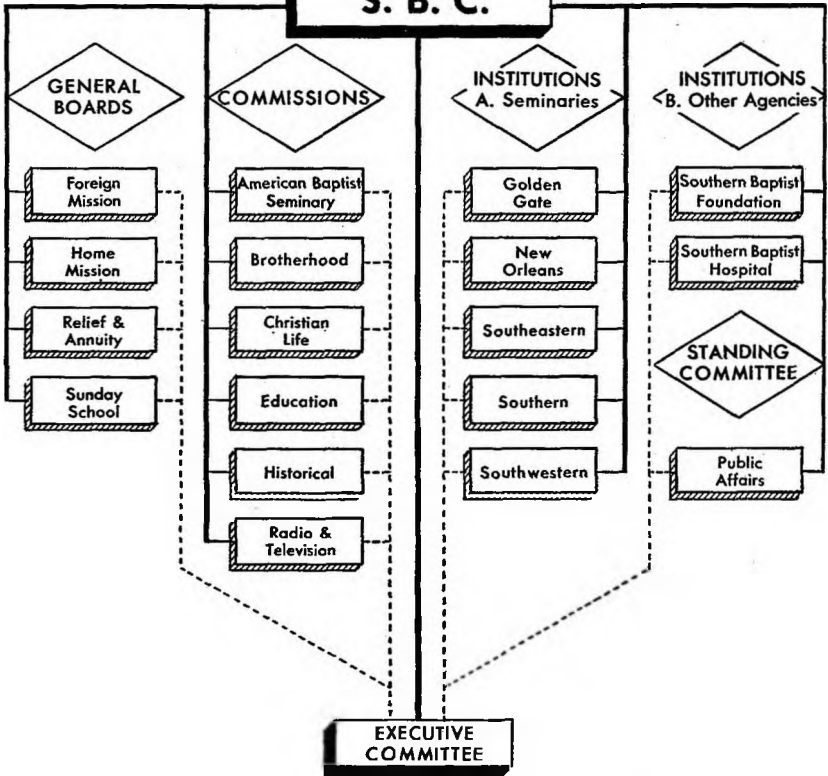 S. B. C.
GENERAL
BOARDS
Foreign
Mission
Home
Mission
Relief &
Annuity
Sunday
School
COMMISSIONS
American Baptist
Seminary
Brotherhood
Christian
Life
Education
Historical
Radio &
Television
INSTITUTIONS
A. Seminaries
Golden
Gate
New
Orleans
Southeastern
Southern
Southwestern
INSTITUTIONS
B. Other Agencies
Southern Baptist
Foundation
Southern Baptist
Hospital
STANDING
COMMITTEE
Public
Affairs
EXECUTIVE
COMMITTEE